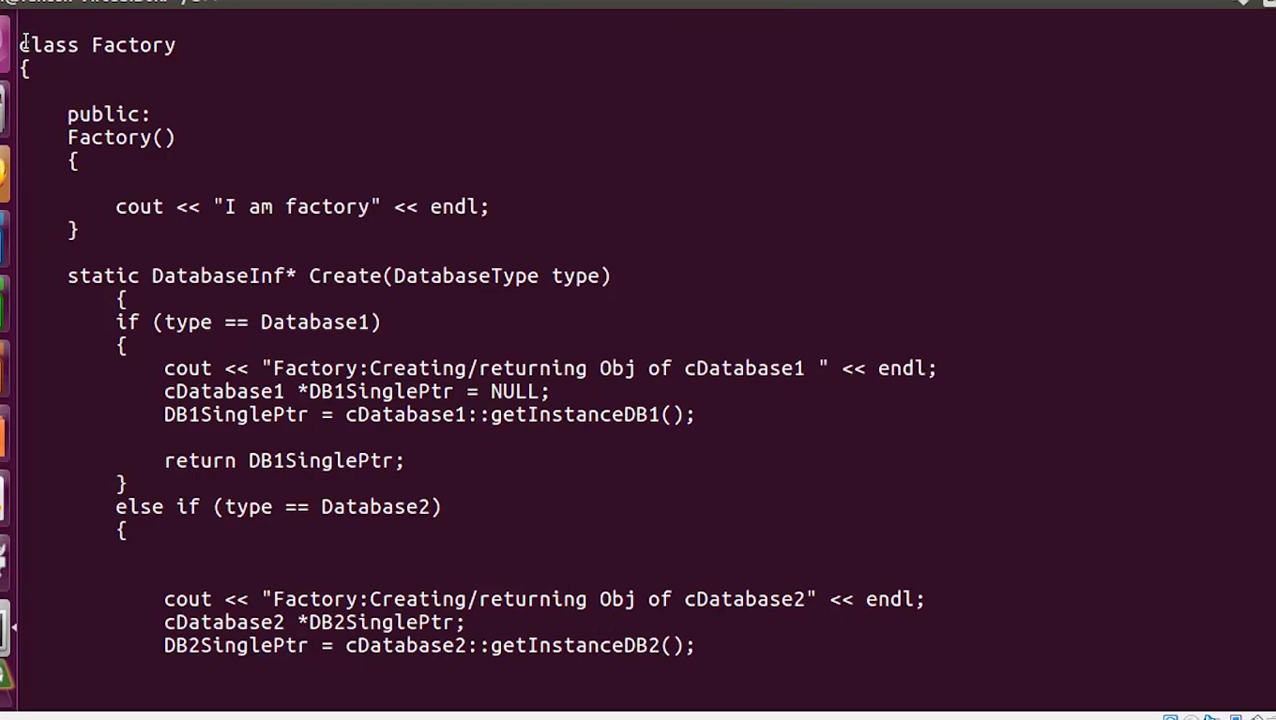 class Factory
{
public:
Factory()
{
cout << "I am factory" << endl;
}
static DatabaseInf* Create(DatabaseType type)
{
if (type == Database1)
{
cout << "Factory:Creating/returning Obj of cDatabase1 " << endl;
cDatabase1 *DB1SinglePtr = NULL;
DB1SinglePtr = cDatabase1::getInstanceDB1();
return DB1SinglePtr;
}
else if (type == Database2)
{
cout << "Factory:Creating/returning Obj of cDatabase2" << endl;
cDatabase2 *DB2SinglePtr;
DB2SinglePtr = cDatabase2::getInstanceDB2();